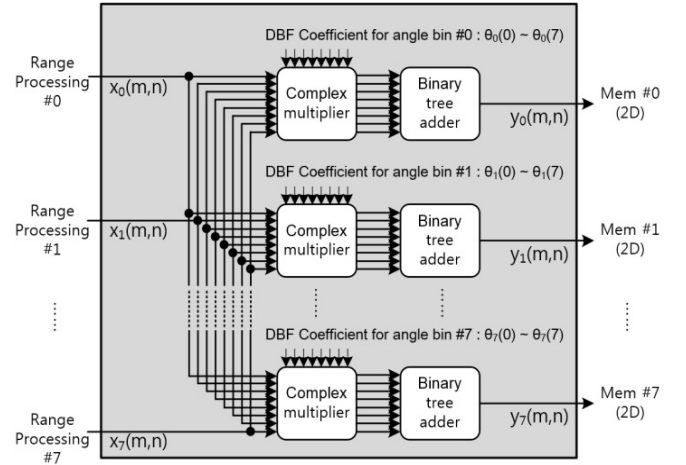 DBF Coefficient for angle bin #0 : θ0(0) ~ θ0(7)
Range
Processing
#0
x0(m,n)
Complex
multiplier
Binary
tree
adder
y0(m,n)
Mem #0
(2D)
DBF Coefficient for angle bin #1 : θ1(0) ~ θ1(7)
Range
Processing
#1
x1(m,n)
Complex
multiplier
Binary
tree
adder
y1(m,n)
Mem #1
(2D)
DBF Coefficient for angle bin #7 : θ7(0) ~ θ7(7)
Range
Processing
#7
x7(m,n)
Complex
multiplier
Binary
tree
adder
y7(m,n)
Mem #7
(2D)